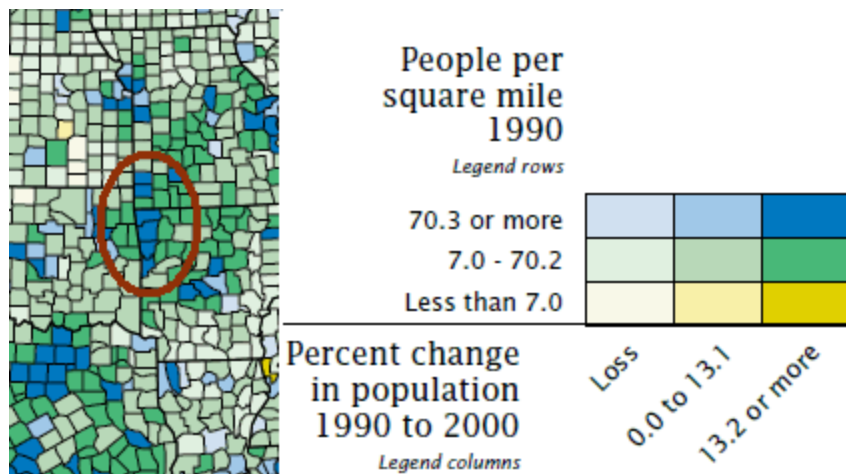 People per
square mile
1990
Legend rows
70.3 or more
7.0 - 70.2
Less than 7.0
Percent change
in population
1990 to 2000
Legend columns
Loss
0.0 to 13.1
13.2 or more